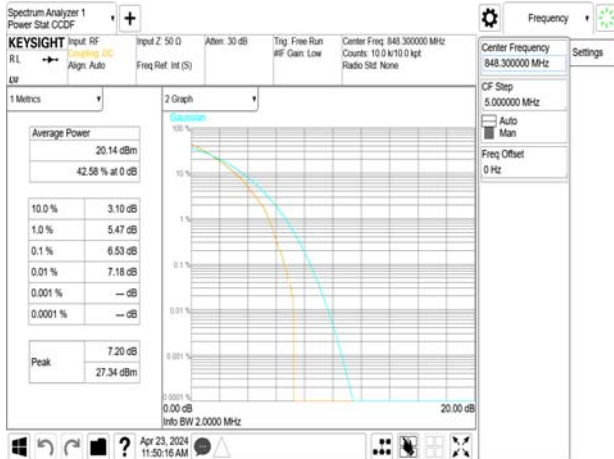 Spectrum Analyzer 1
Power Stat CCDF
Frequency
KEYSIGHT
RL
LXI
Input: RF
Coupling: DC
Align: Auto
Input Z: 50 Ω
Freq Ref: Int (S)
Atten: 30 dB
Trig: Free Run
#IF Gain: Low
Center Freq: 848.300000 MHz
Counts: 10.0 k/10.0 kpt
Radio Std: None
Center Frequency
848.300000 MHz
Settings
CF Step
5.000000 MHz
Auto
Man
Freq Offset
0 Hz
1 Metrics
2 Graph
Gaussian
Average Power
20.14 dBm
42.58 % at 0 dB
10.0 % 3.10 dB
1.0 % 5.47 dB
0.1 % 6.53 dB
0.01 % 7.18 dB
0.001 % --- dB
0.0001 % --- dB
Peak
7.20 dB
27.34 dBm
100 %
10 %
1 %
0.1 %
0.01 %
0.001 %
0.0001 %
0.00 dB
20.00 dB
Info BW 2.0000 MHz
Apr 23, 2024
11:50:16 AM